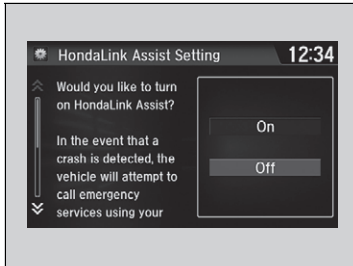 HondaLink Assist Setting 12:34
Would you like to turn
on HondaLink Assist?
In the event that a
crash is detected, the
vehicle will attempt to
call emergency
services using your
On
Off